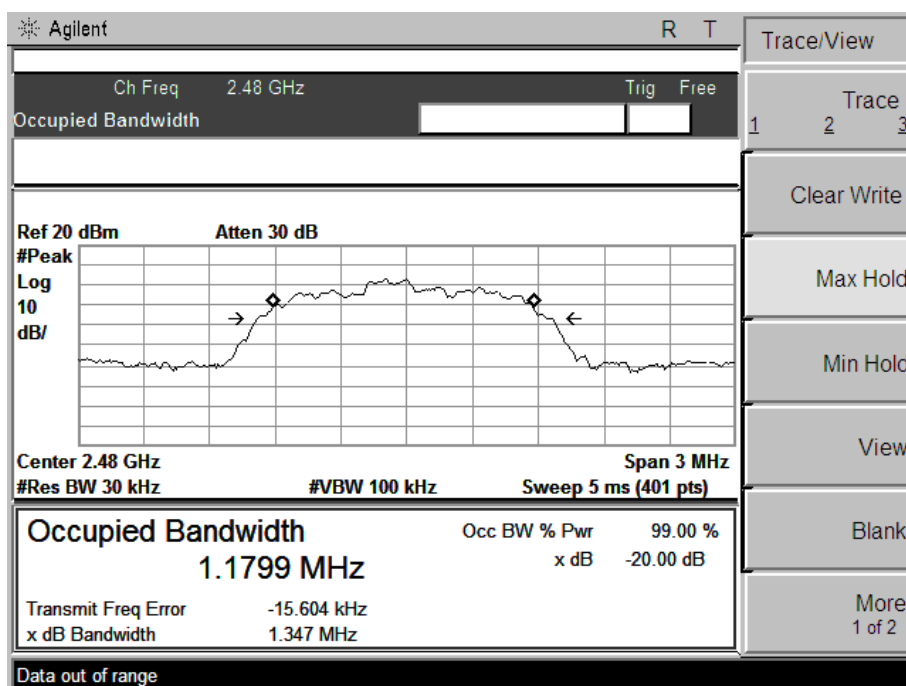 Agilent R T
Ch Freq 2.48 GHz Trig Free
Occupied Bandwidth
Ref 20 dBm Atten 30 dB
#Peak
Log
10
dB/
Center 2.48 GHz Span 3 MHz
#Res BW 30 kHz #VBW 100 kHz Sweep 5 ms (401 pts)
Occupied Bandwidth
1.1799 MHz
Occ BW % Pwr 99.00 %
x dB -20.00 dB
Transmit Freq Error -15.604 kHz
x dB Bandwidth 1.347 MHz
Data out of range
Trace/View
Trace
1 2 3
Clear Write
Max Hold
Min Hold
View
Blank
More
1 of 2